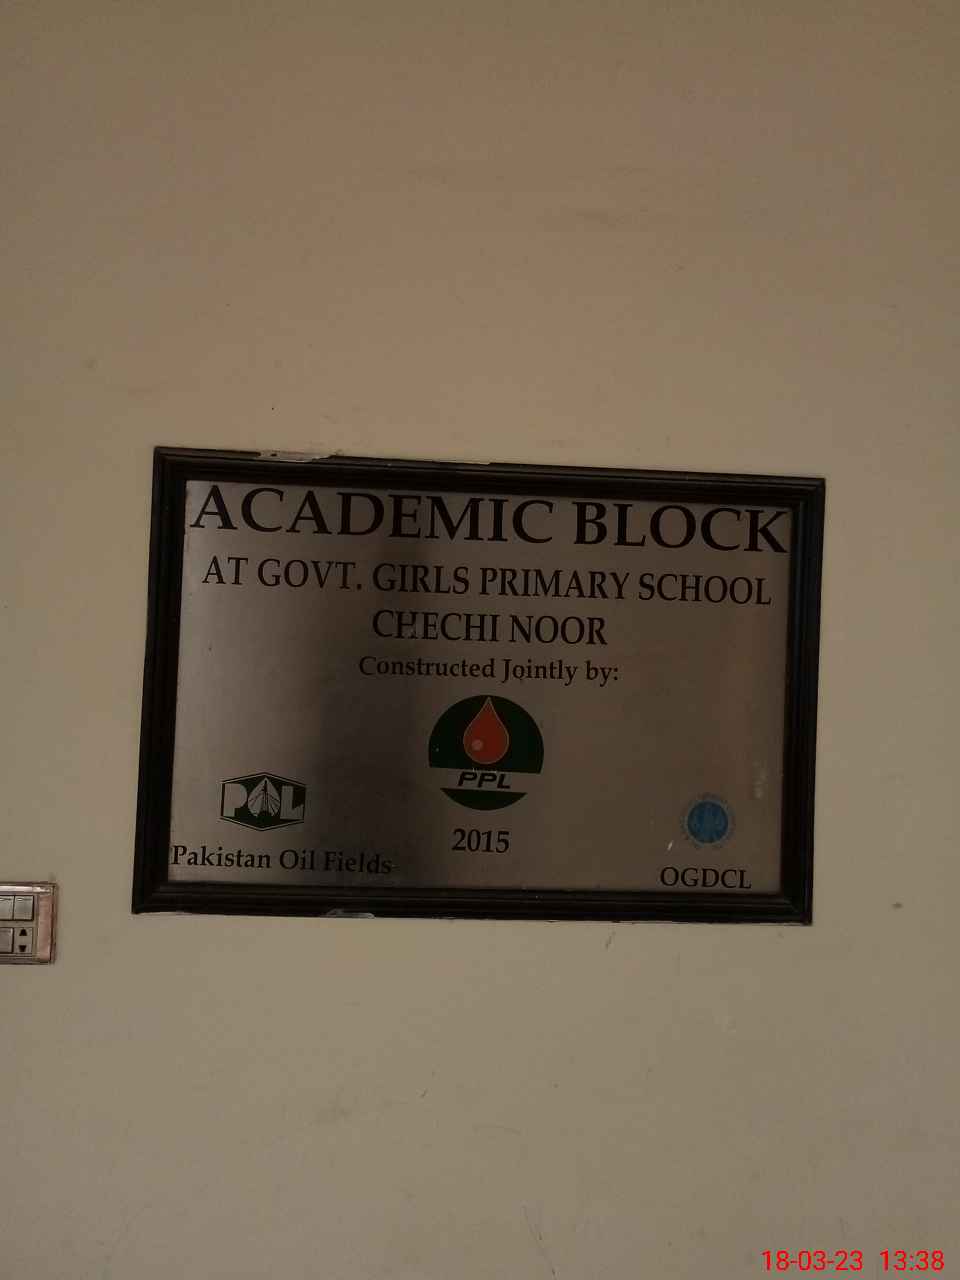 ACADEMIC BLOCK
AT GOVT. GIRLS PRIMARY SCHOOL
CHECHI NOOR
Constructed Jointly by:
PPL
POL
2015
Pakistan Oil Fields
OGDCL
18-03-23 13:38